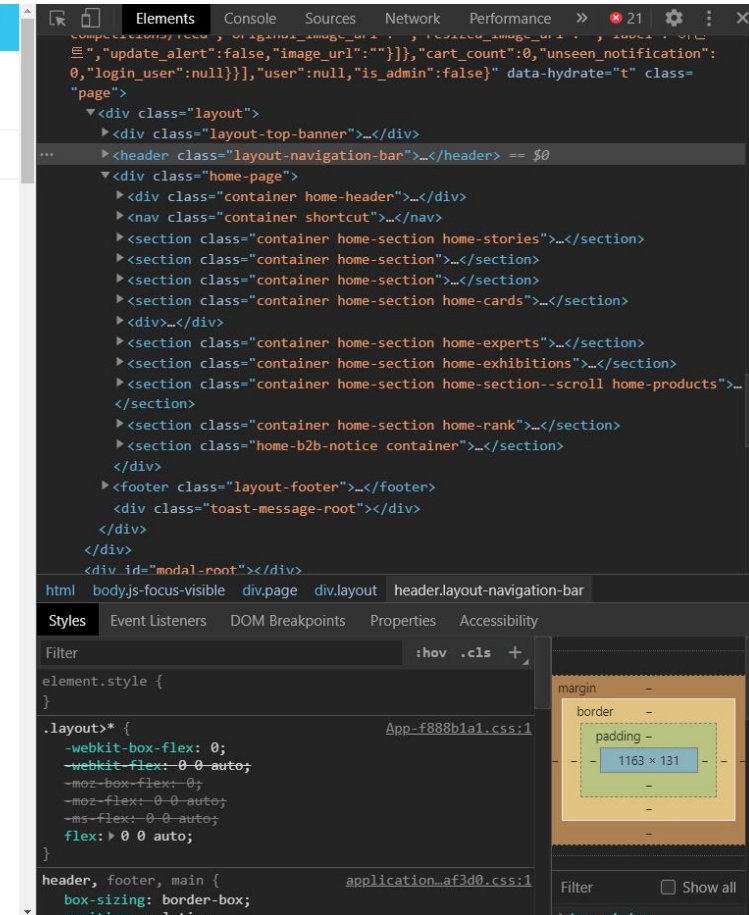 Elements Console Sources Network Performance » 21
competitions/feed","original_image_url":"","resized_image_url":"","label":"
트","update_alert":false,"image_url":""}]},"cart_count":0,"unseen_notification":
0,"login_user":null}}],"user":null,"is_admin":false}" data-hydrate="t" class=
"page">
▼<div class="layout">
▶<div class="layout-top-banner">…</div>
… ▶<header class="layout-navigation-bar">…</header> == $0
▼<div class="home-page">
▶<div class="container home-header">…</div>
▶<nav class="container shortcut">…</nav>
▶<section class="container home-section home-stories">…</section>
▶<section class="container home-section">…</section>
▶<section class="container home-section">…</section>
▶<section class="container home-section home-cards">…</section>
▶<div>…</div>
▶<section class="container home-section home-experts">…</section>
▶<section class="container home-section home-exhibitions">…</section>
▶<section class="container home-section home-section--scroll home-products">…
</section>
▶<section class="container home-section home-rank">…</section>
▶<section class="home-b2b-notice container">…</section>
</div>
▶<footer class="layout-footer">…</footer>
<div class="toast-message-root"></div>
</div>
</div>
<div id="modal-root"></div>
html body.js-focus-visible div.page div.layout header.layout-navigation-bar
Styles Event Listeners DOM Breakpoints Properties Accessibility
Filter :hov .cls +
element.style {
}
.layout>* { App-f888b1a1.css:1
-webkit-box-flex: 0;
-webkit-flex: 0 0 auto;
-moz-box-flex: 0;
-moz-flex: 0 0 auto;
-ms-flex: 0 0 auto;
flex: ▶ 0 0 auto;
}
header, footer, main { application…af3d0.css:1
box-sizing: border-box;
margin –
border –
padding –
– – – 1163 × 131 – – –
–
–
–
Filter Show all